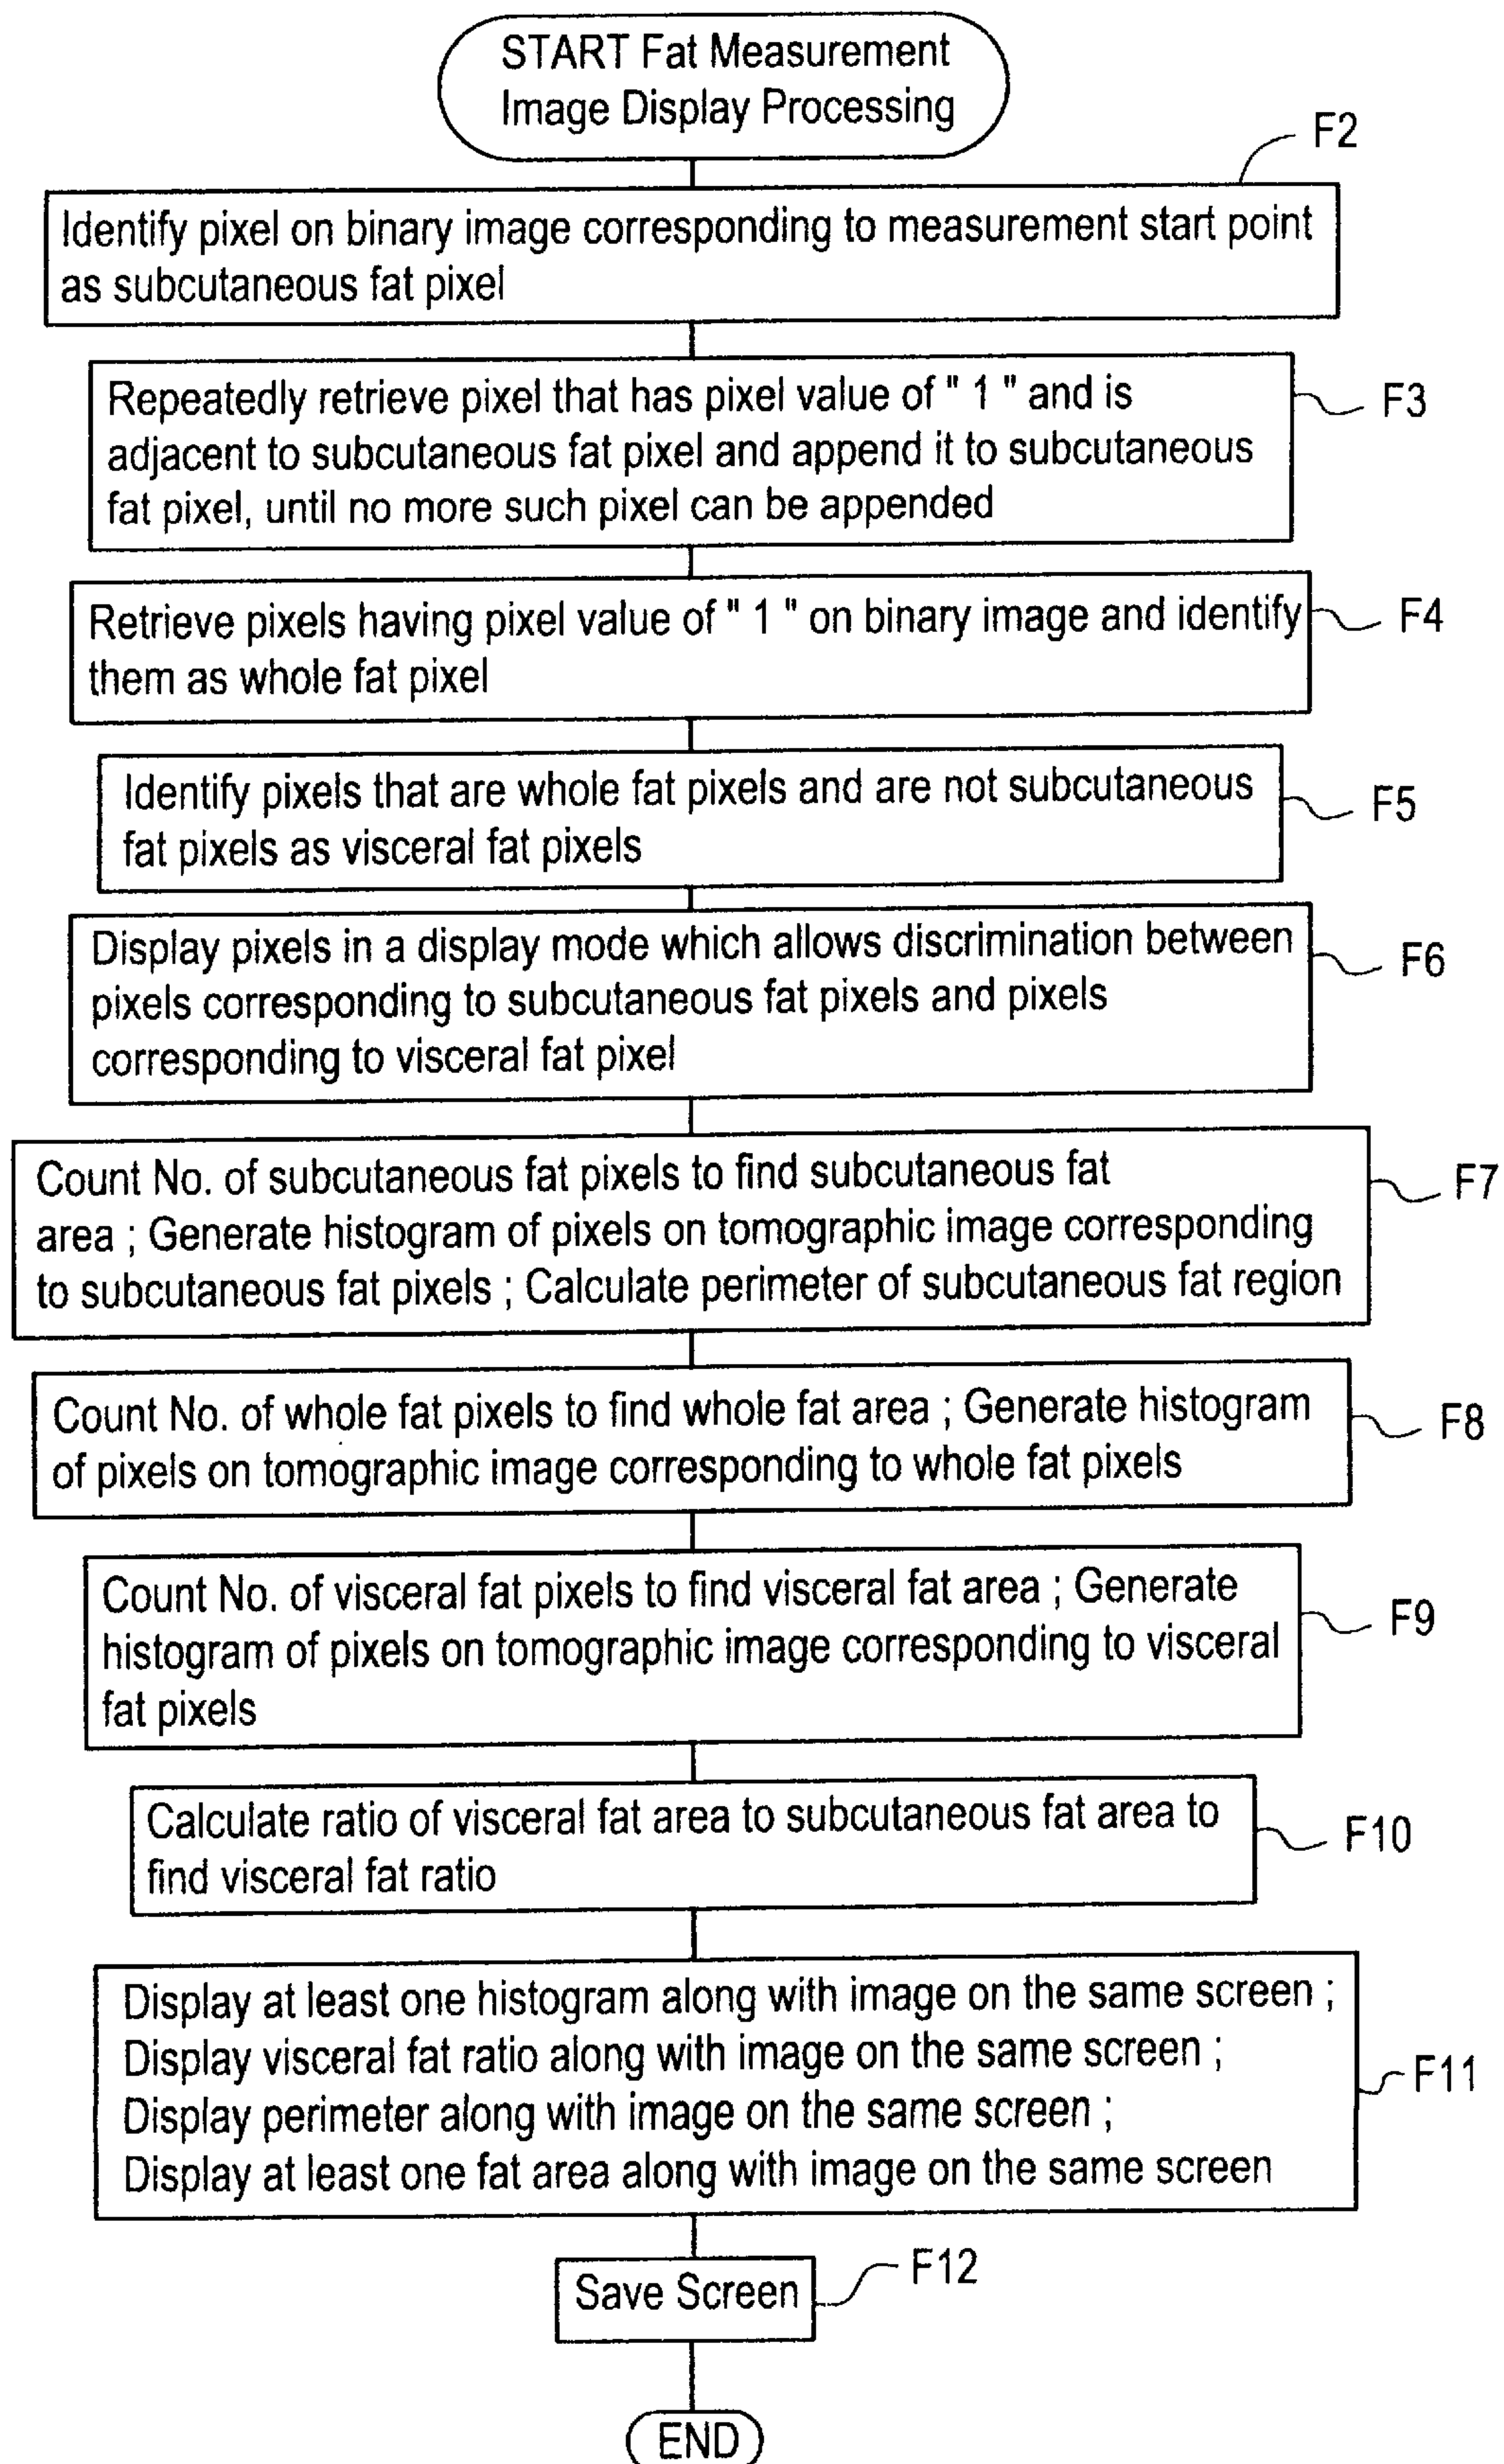 START Fat Measurement
Image Display Processing
F2
Identify pixel on binary image corresponding to measurement start point
as subcutaneous fat pixel
Repeatedly retrieve pixel that has pixel value of " 1 " and is
adjacent to subcutaneous fat pixel and append it to subcutaneous
fat pixel, until no more such pixel can be appended
F3
Retrieve pixels having pixel value of " 1 " on binary image and identify
them as whole fat pixel
F4
Identify pixels that are whole fat pixels and are not subcutaneous
fat pixels as visceral fat pixels
F5
Display pixels in a display mode which allows discrimination between
pixels corresponding to subcutaneous fat pixels and pixels
corresponding to visceral fat pixel
F6
Count No. of subcutaneous fat pixels to find subcutaneous fat
area ; Generate histogram of pixels on tomographic image corresponding
to subcutaneous fat pixels ; Calculate perimeter of subcutaneous fat region
F7
Count No. of whole fat pixels to find whole fat area ; Generate histogram
of pixels on tomographic image corresponding to whole fat pixels
F8
Count No. of visceral fat pixels to find visceral fat area ; Generate
histogram of pixels on tomographic image corresponding to visceral
fat pixels
F9
Calculate ratio of visceral fat area to subcutaneous fat area to
find visceral fat ratio
F10
Display at least one histogram along with image on the same screen ;
Display visceral fat ratio along with image on the same screen ;
Display perimeter along with image on the same screen ;
Display at least one fat area along with image on the same screen
F11
Save Screen
F12
END